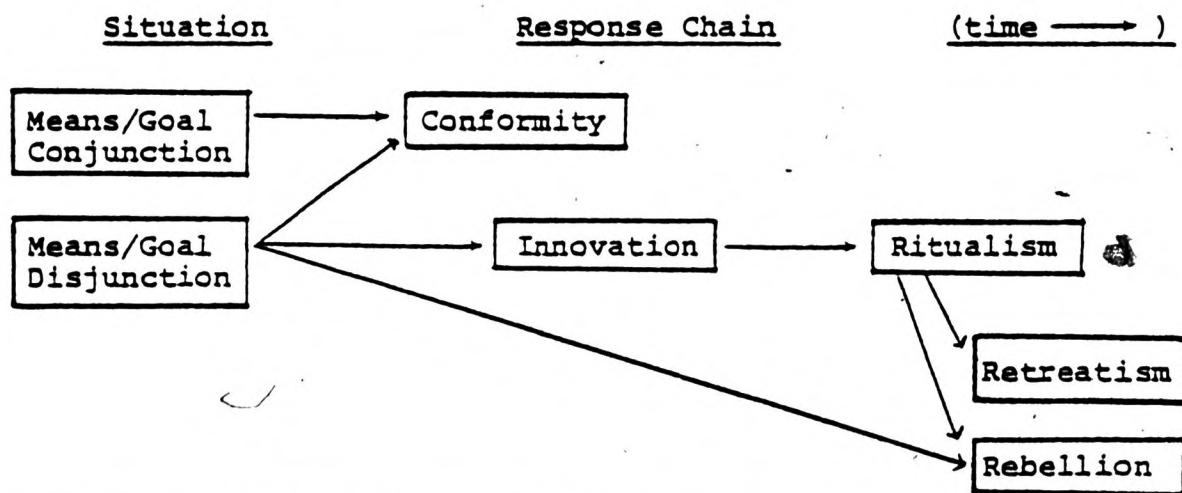 Situation Response Chain (time ⟶ )
Means/Goal
Conjunction
Conformity
Means/Goal
Disjunction
Innovation
Ritualism
Retreatism
Rebellion